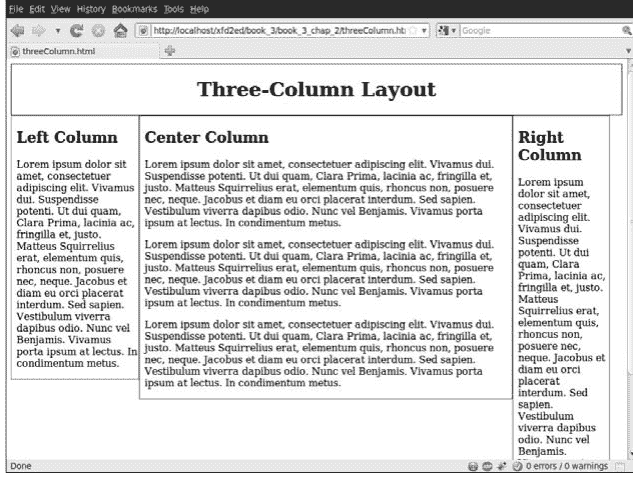 File Edit View History Bookmarks Tools Help
http://localhost/xfd2ed/book_3/book_3_chap_2/threeColumn.ht
Google
threeColumn.html
Three-Column Layout
Left Column
Lorem ipsum dolor sit
amet, consectetuer
adipiscing elit. Vivamus
dui. Suspendisse
potenti. Ut dui quam,
Clara Prima, lacinia ac,
fringilla et, justo.
Matteus Squirrelius
erat, elementum quis,
rhoncus non, posuere
nec, neque. Jacobus et
diam eu orci placerat
interdum. Sed sapien.
Vestibulum viverra
dapibus odio. Nunc vel
Benjamis. Vivamus
porta ipsum at lectus. In
condimentum metus.
Center Column
Lorem ipsum dolor sit amet, consectetuer adipiscing elit. Vivamus dui.
Suspendisse potenti. Ut dui quam, Clara Prima, lacinia ac, fringilla et,
justo. Matteus Squirrelius erat, elementum quis, rhoncus non, posuere
nec, neque. Jacobus et diam eu orci placerat interdum. Sed sapien.
Vestibulum viverra dapibus odio. Nunc vel Benjamis. Vivamus porta
ipsum at lectus. In condimentum metus.
Lorem ipsum dolor sit amet, consectetuer adipiscing elit. Vivamus dui.
Suspendisse potenti. Ut dui quam, Clara Prima, lacinia ac, fringilla et,
justo. Matteus Squirrelius erat, elementum quis, rhoncus non, posuere
nec, neque. Jacobus et diam eu orci placerat interdum. Sed sapien.
Vestibulum viverra dapibus odio. Nunc vel Benjamis. Vivamus porta
ipsum at lectus. In condimentum metus.
Lorem ipsum dolor sit amet, consectetuer adipiscing elit. Vivamus dui.
Suspendisse potenti. Ut dui quam, Clara Prima, lacinia ac, fringilla et,
justo. Matteus Squirrelius erat, elementum quis, rhoncus non, posuere
nec, neque. Jacobus et diam eu orci placerat interdum. Sed sapien.
Vestibulum viverra dapibus odio. Nunc vel Benjamis. Vivamus porta
ipsum at lectus. In condimentum metus.
Right
Column
Lorem ipsum
dolor sit amet,
consectetuer
adipiscing elit.
Vivamus dui.
Suspendisse
potenti. Ut dui
quam, Clara
Prima, lacinia ac,
fringilla et, justo.
Matteus
Squirrelius erat,
elementum quis,
rhoncus non,
posuere nec,
neque. Jacobus et
diam eu orci
placerat
interdum. Sed
sapien.
Vestibulum
viverra dapibus
odio. Nunc vel
Benjamis.
Done
0 errors / 0 warnings